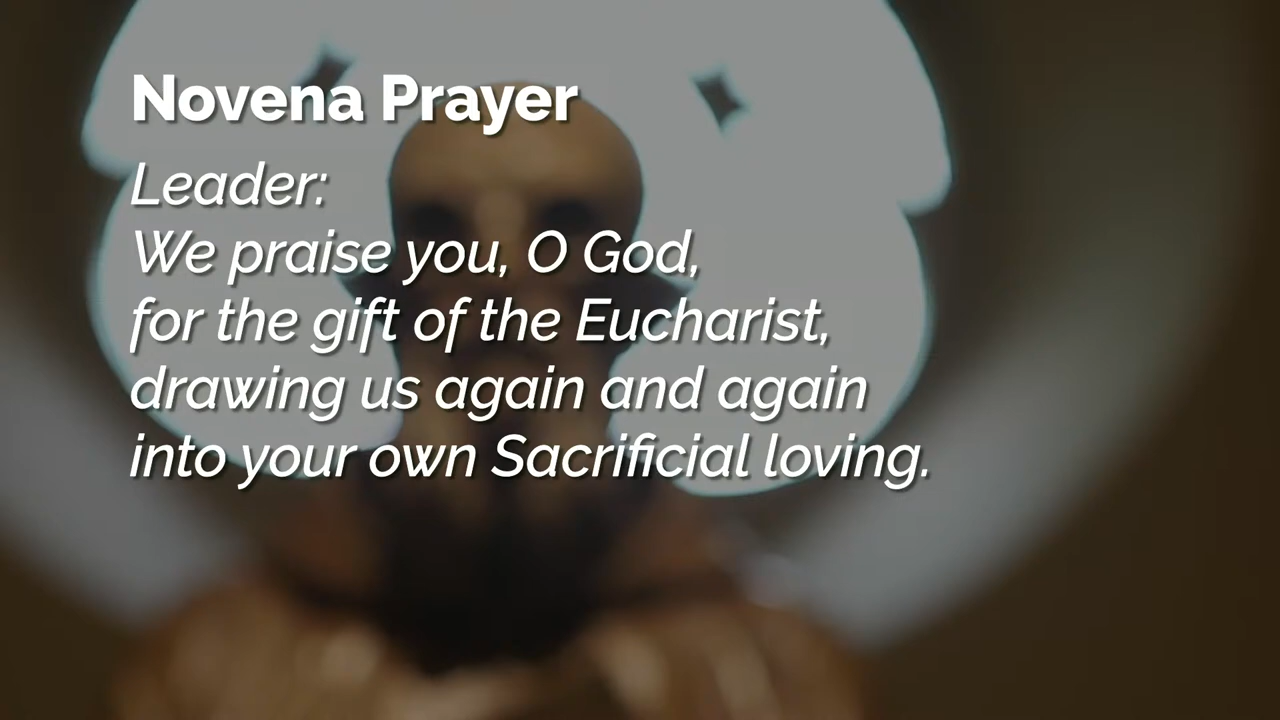 Novena Prayer
Leader:
We praise you, O God,
for the gift of the Eucharist,
drawing us again and again
into your own Sacrificial loving.